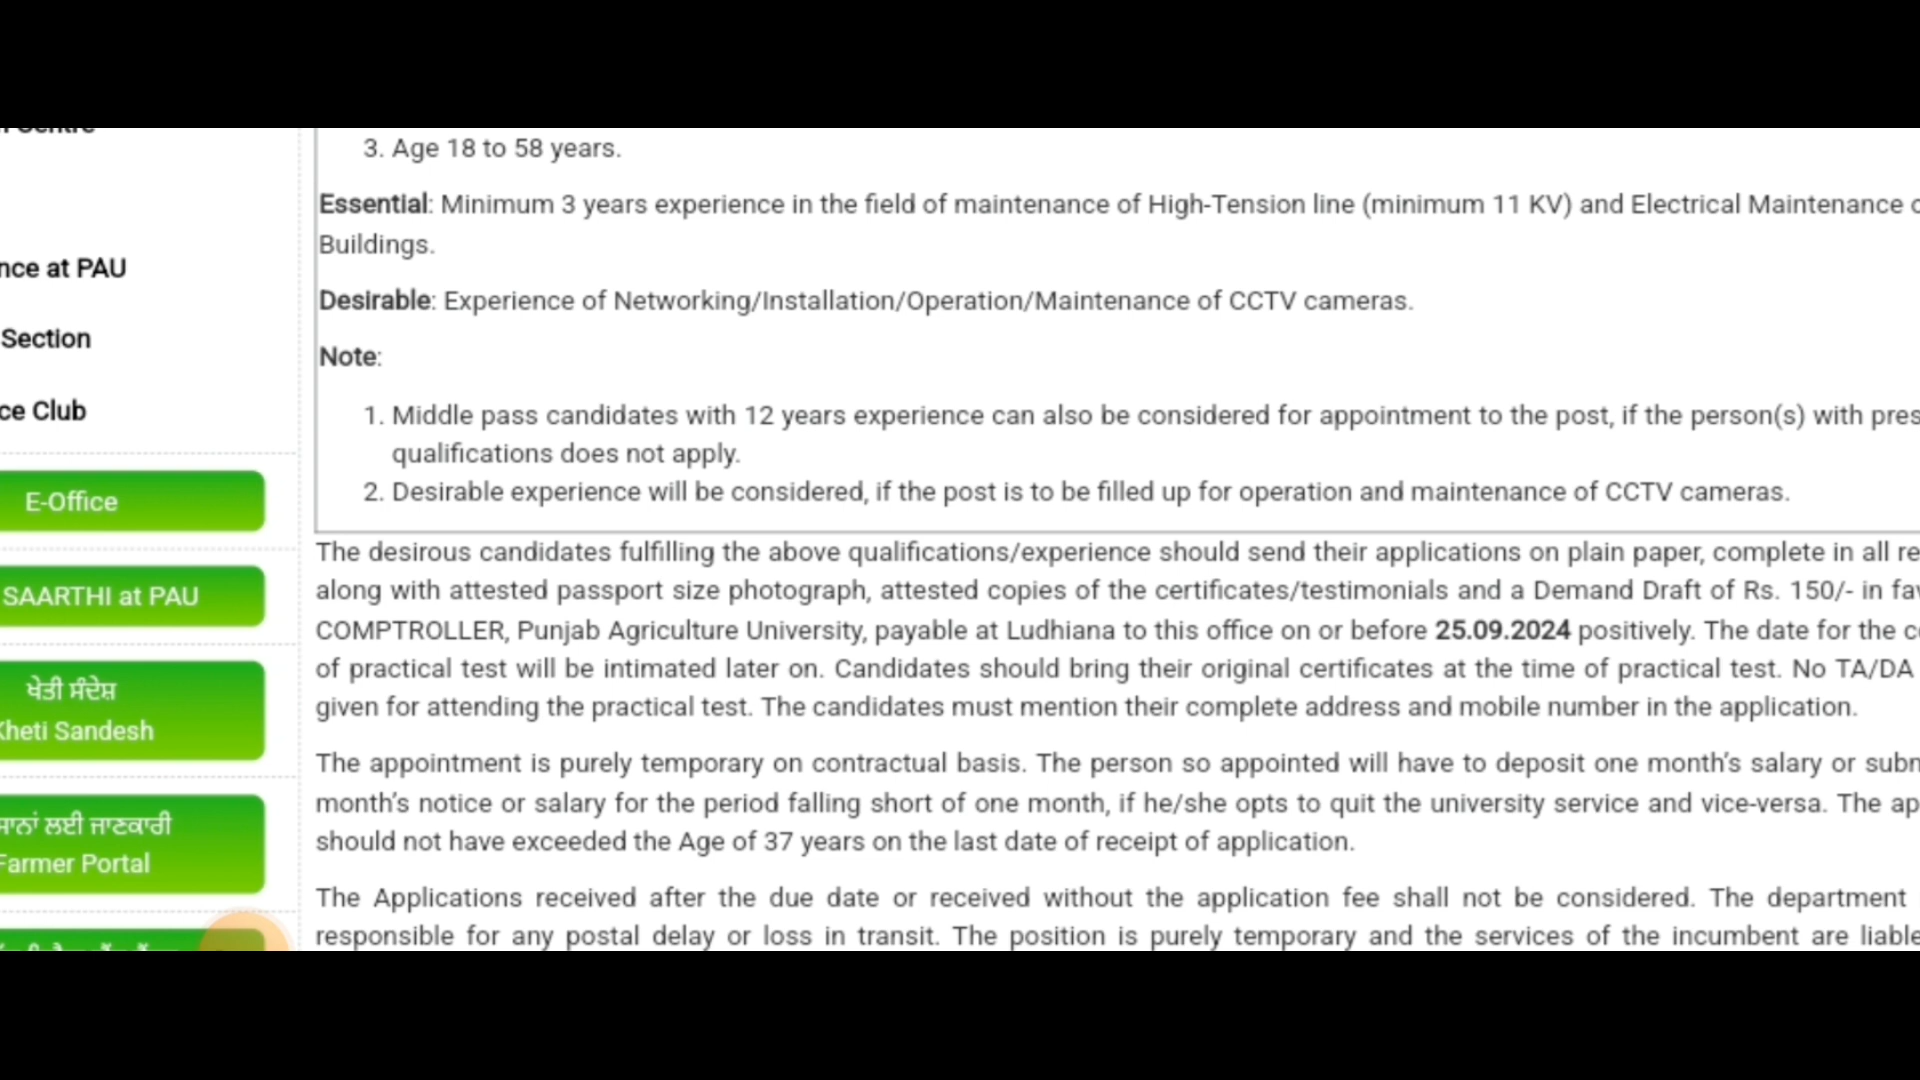 3. Age 18 to 58 years.
Essential: Minimum 3 years experience in the field of maintenance of High-Tension line (minimum 11 KV) and Electrical Maintenance
Buildings.
nce at PAU
Desirable: Experience of Networking/Installation/Operation/Maintenance of CCTV cameras.
Section
Note:
ce Club
1. Middle pass candidates with 12 years experience can also be considered for appointment to the post, if the person(s) with pres
qualifications does not apply.
2. Desirable experience will be considered, if the post is to be filled up for operation and maintenance of CCTV cameras.
E-Office
The desirous candidates fulfilling the above qualifications/experience should send their applications on plain paper, complete in all re
SAARTHI at PAU
along with attested passport size photograph, attested copies of the certificates/testimonials and a Demand Draft of Rs. 150/- in fav
COMPTROLLER, Punjab Agriculture University, payable at Ludhiana to this office on or before 25.09.2024 positively. The date for the
of practical test will be intimated later on. Candidates should bring their original certificates at the time of practical test. No TA/DA
ਖੇਤੀ ਸੰਦੇਸ਼
Kheti Sandesh
given for attending the practical test. The candidates must mention their complete address and mobile number in the application.
The appointment is purely temporary on contractual basis. The person so appointed will have to deposit one month's salary or subm
month's notice or salary for the period falling short of one month, if he/she opts to quit the university service and vice-versa. The ap
ਸਾਨਾਂ ਲਈ ਜਾਣਕਾਰੀ
Farmer Portal
should not have exceeded the Age of 37 years on the last date of receipt of application.
The Applications received after the due date or received without the application fee shall not be considered. The department
responsible for any postal delay or loss in transit. The position is purely temporary and the services of the incumbent are liable